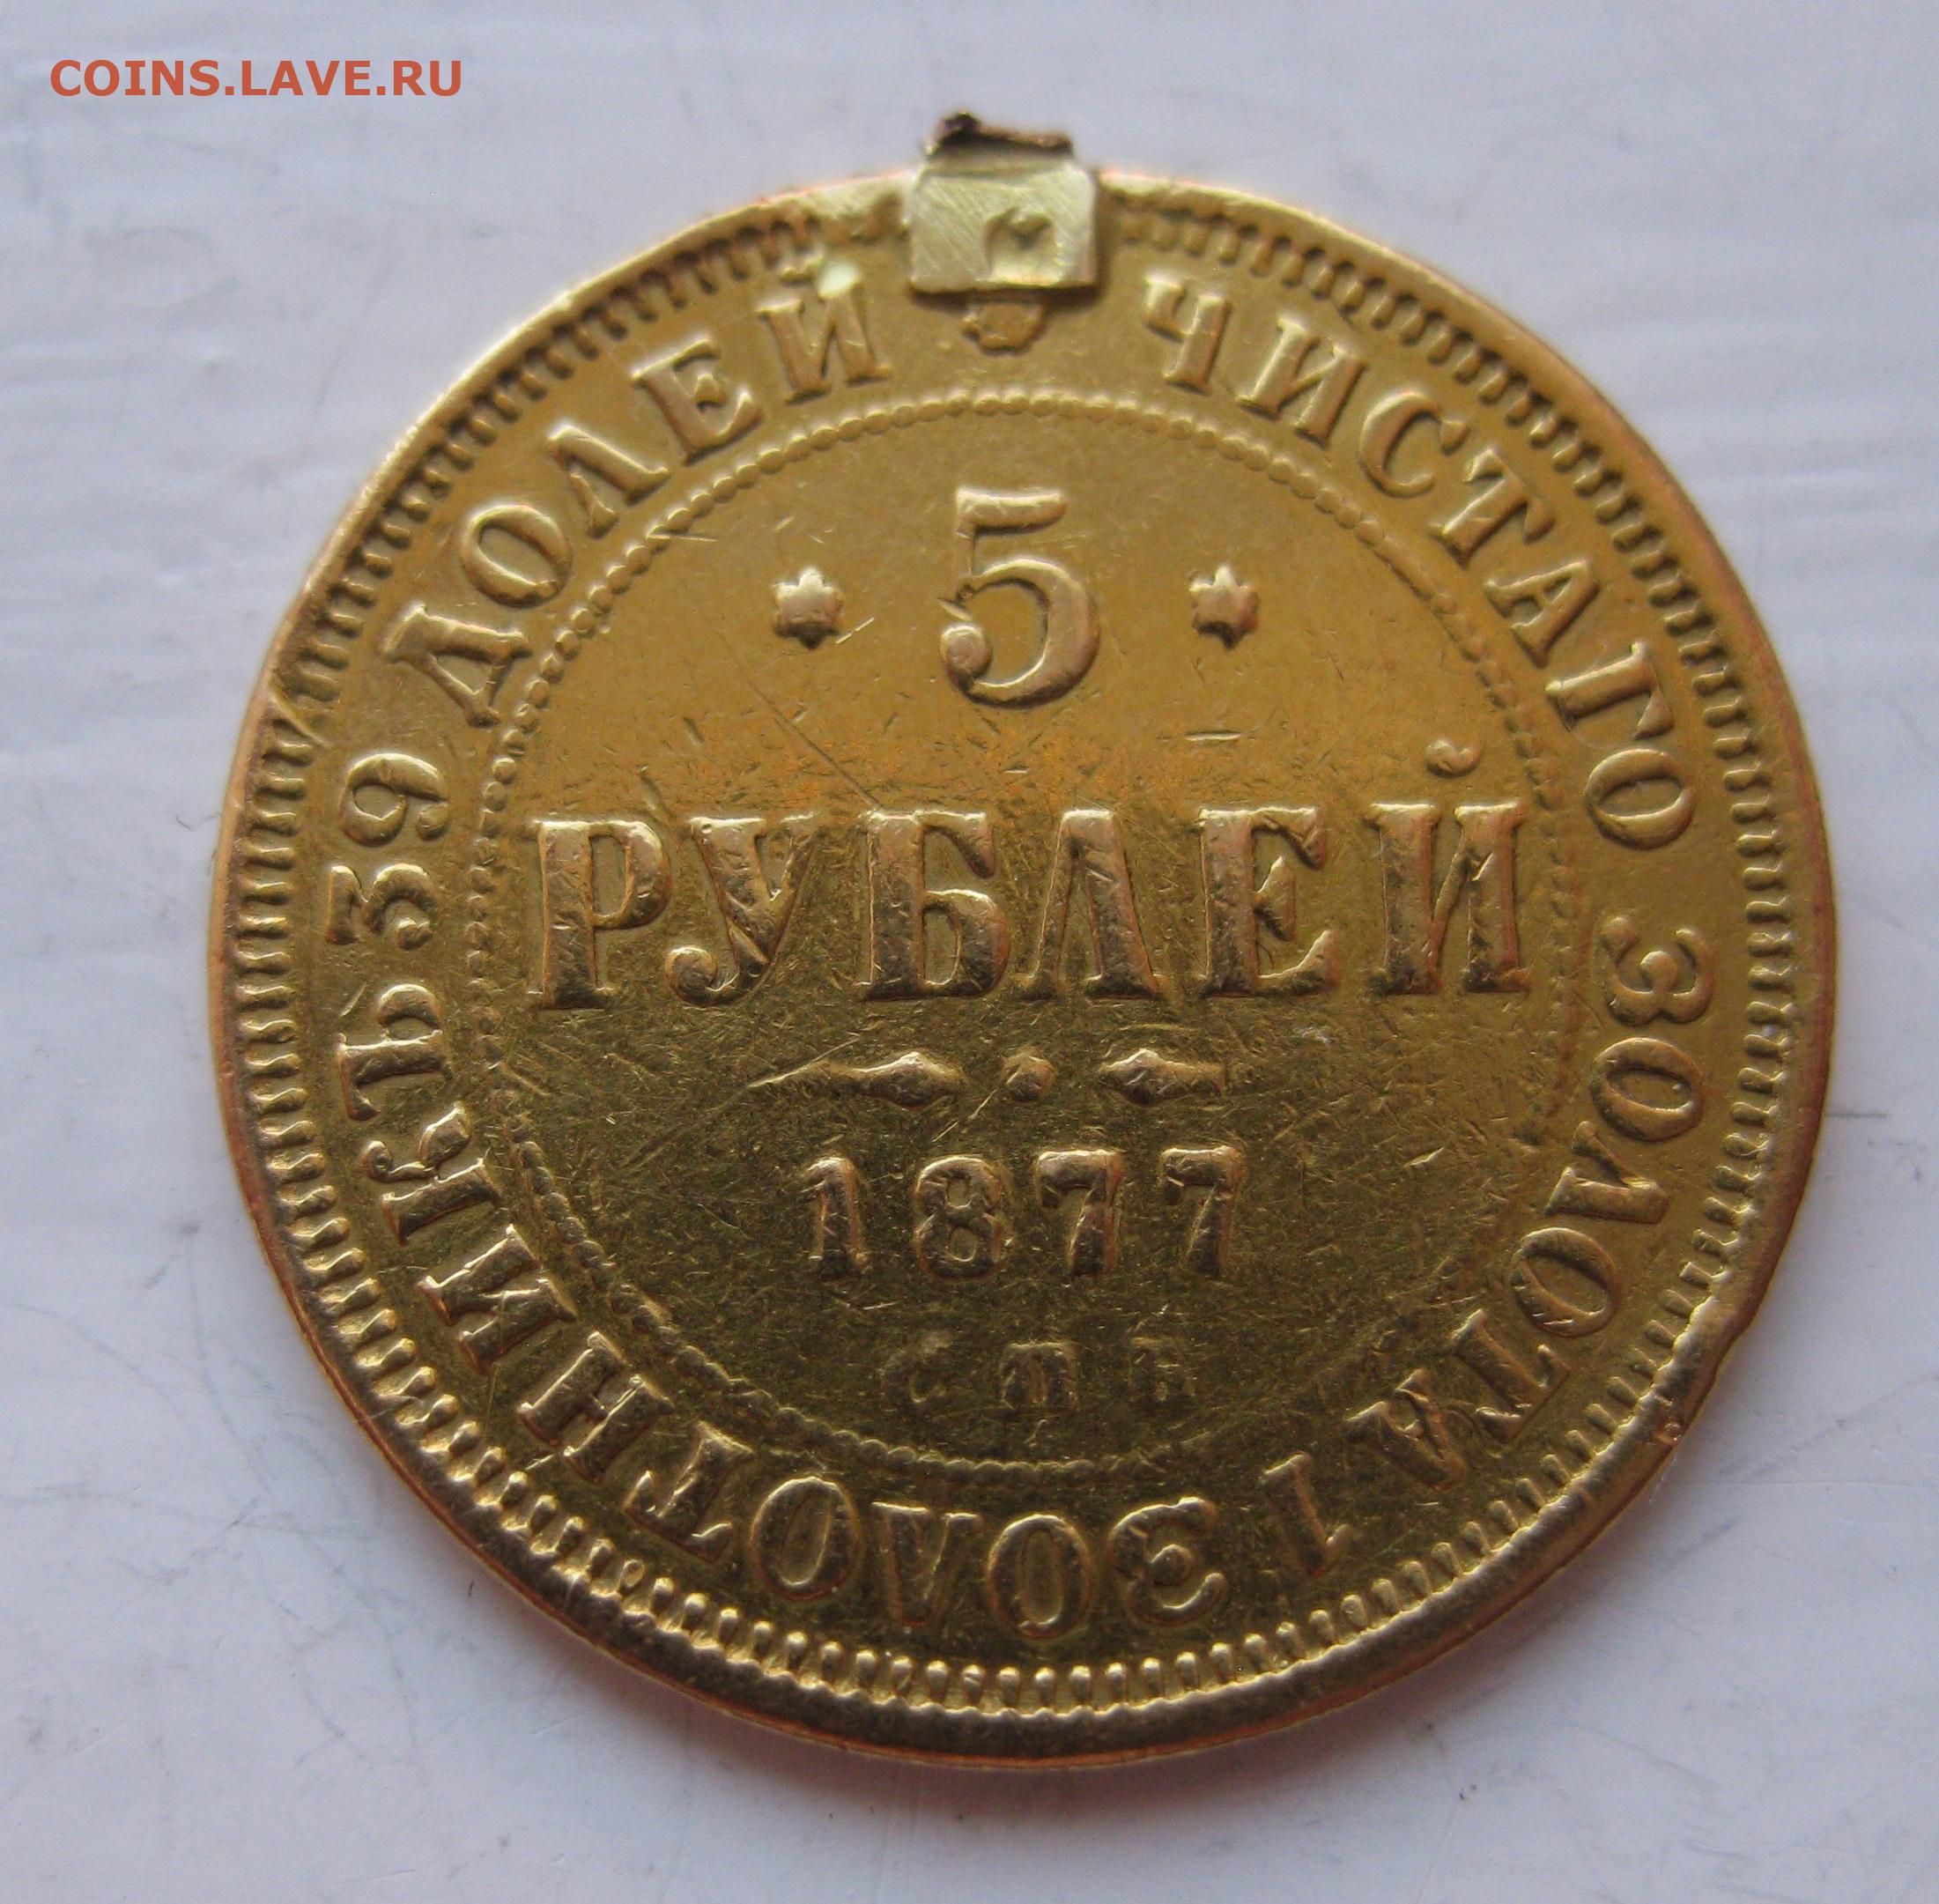 COINS.LAVE.RU
ЧИСТАГО ЗОЛОТА 1 ЗОЛОТНИКЪ 39 ДОЛЕЙ
5
РУБЛЕЙ
1877
С П Б